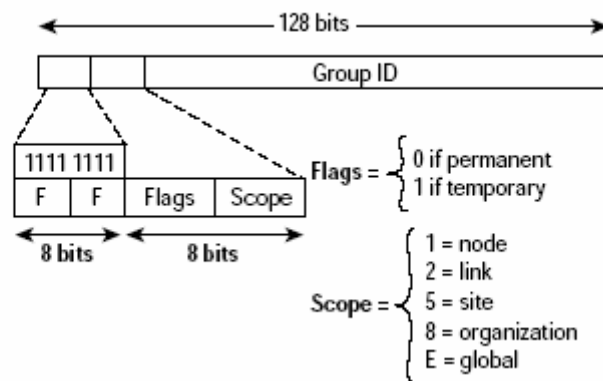 128 bits
Group ID
1111 1111
F F Flags Scope
8 bits 8 bits
Flags =
0 if permanent
1 if temporary
Scope =
1 = node
2 = link
5 = site
8 = organization
E = global